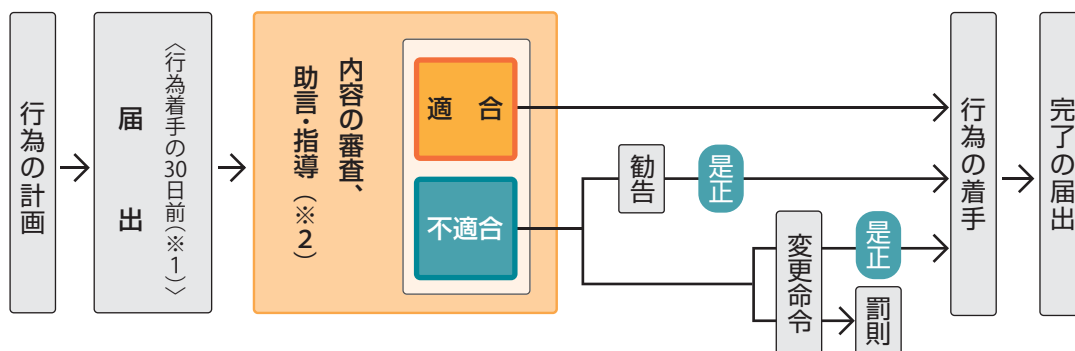 行為の計画
届出
〈行為着手の30日前(※1)〉
内容の審査、
助言・指導(※2)
適合
不適合
勧告
是正
変更命令
是正
罰則
行為の着手
完了の届出